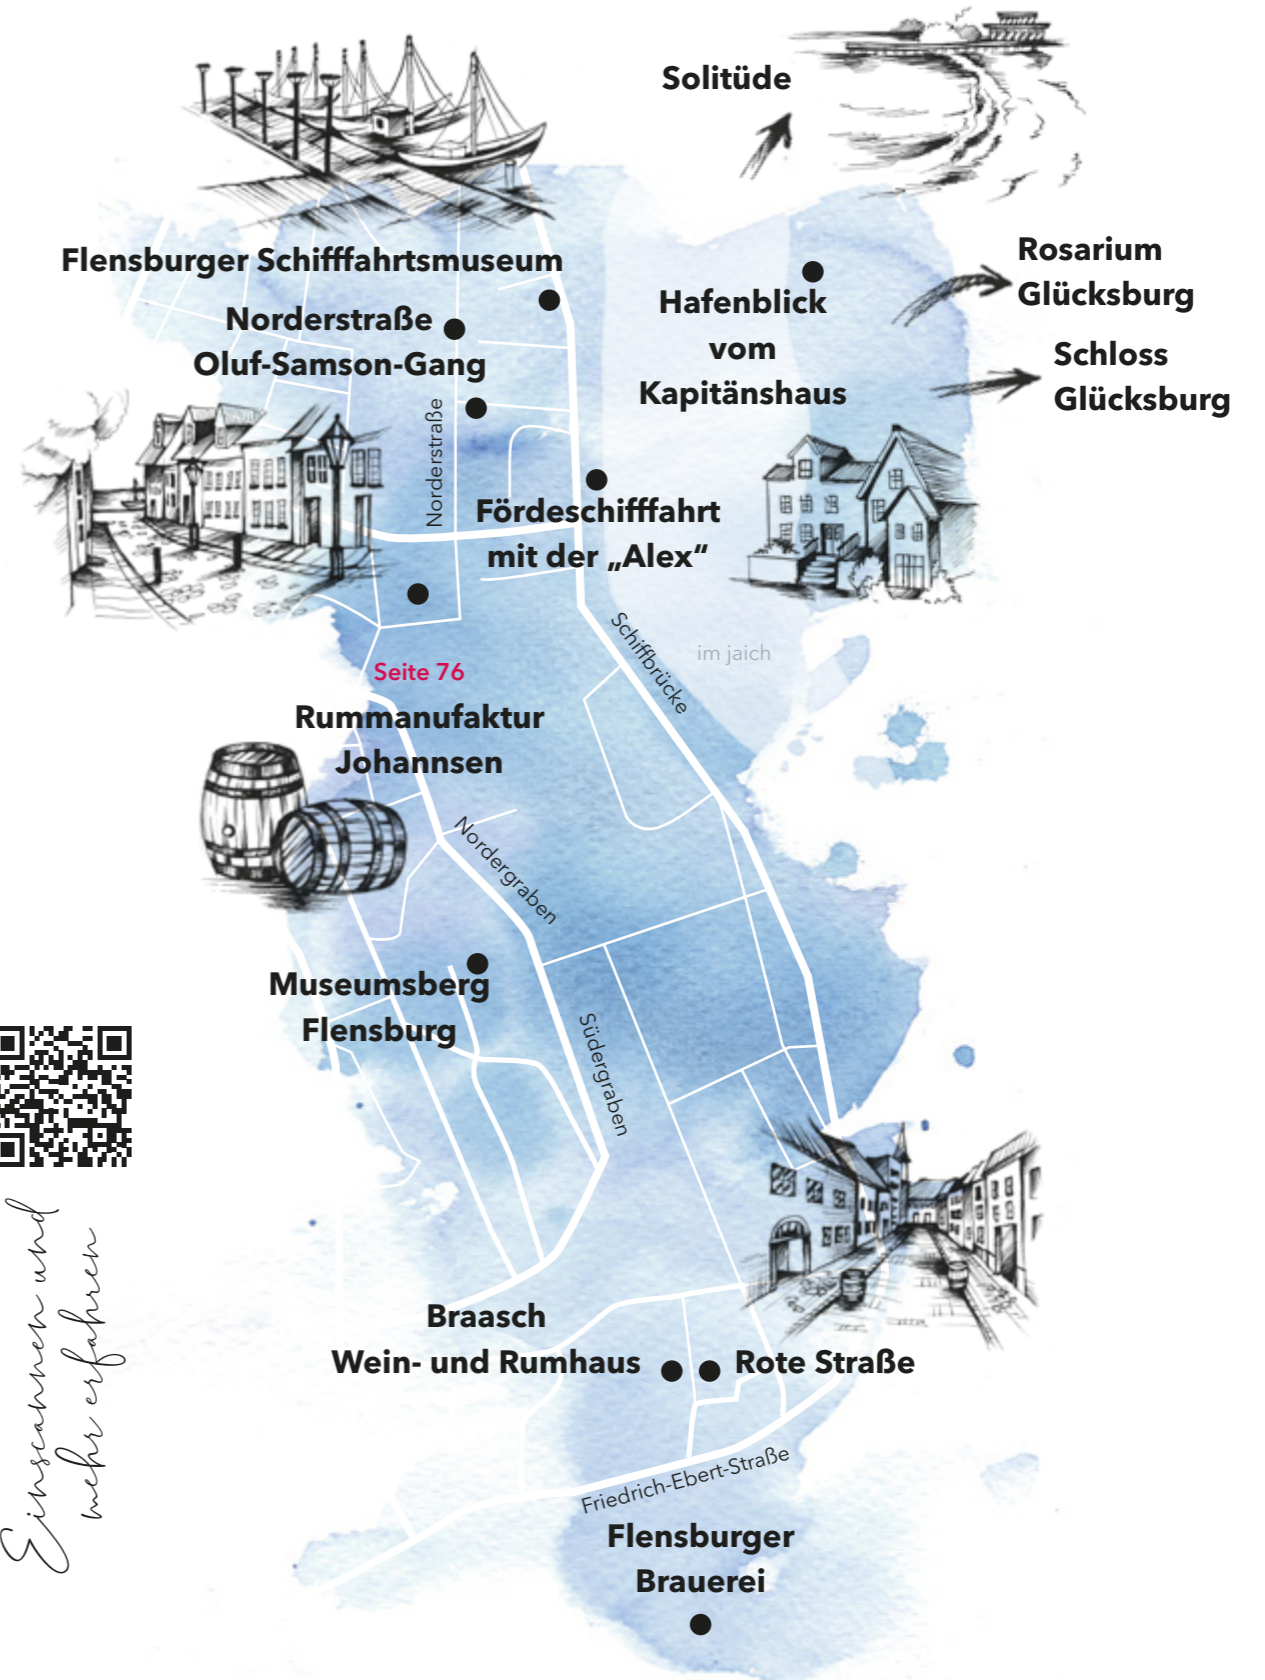 Solitüde
Flensburger Schifffahrtsmuseum
Rosarium
Glücksburg
Norderstraße
Oluf-Samson-Gang
Hafenblick
vom
Kapitänshaus
Schloss
Glücksburg
Norderstraße
Fördeschifffahrt
mit der „Alex“
Schiffbrücke
im jaich
Seite 76
Rummanufaktur
Johannsen
Nordergraben
Museumsberg
Flensburg
Südergraben
Einscannen und
mehr erfahren
Braasch
Wein- und Rumhaus
Rote Straße
Friedrich-Ebert-Straße
Flensburger
Brauerei